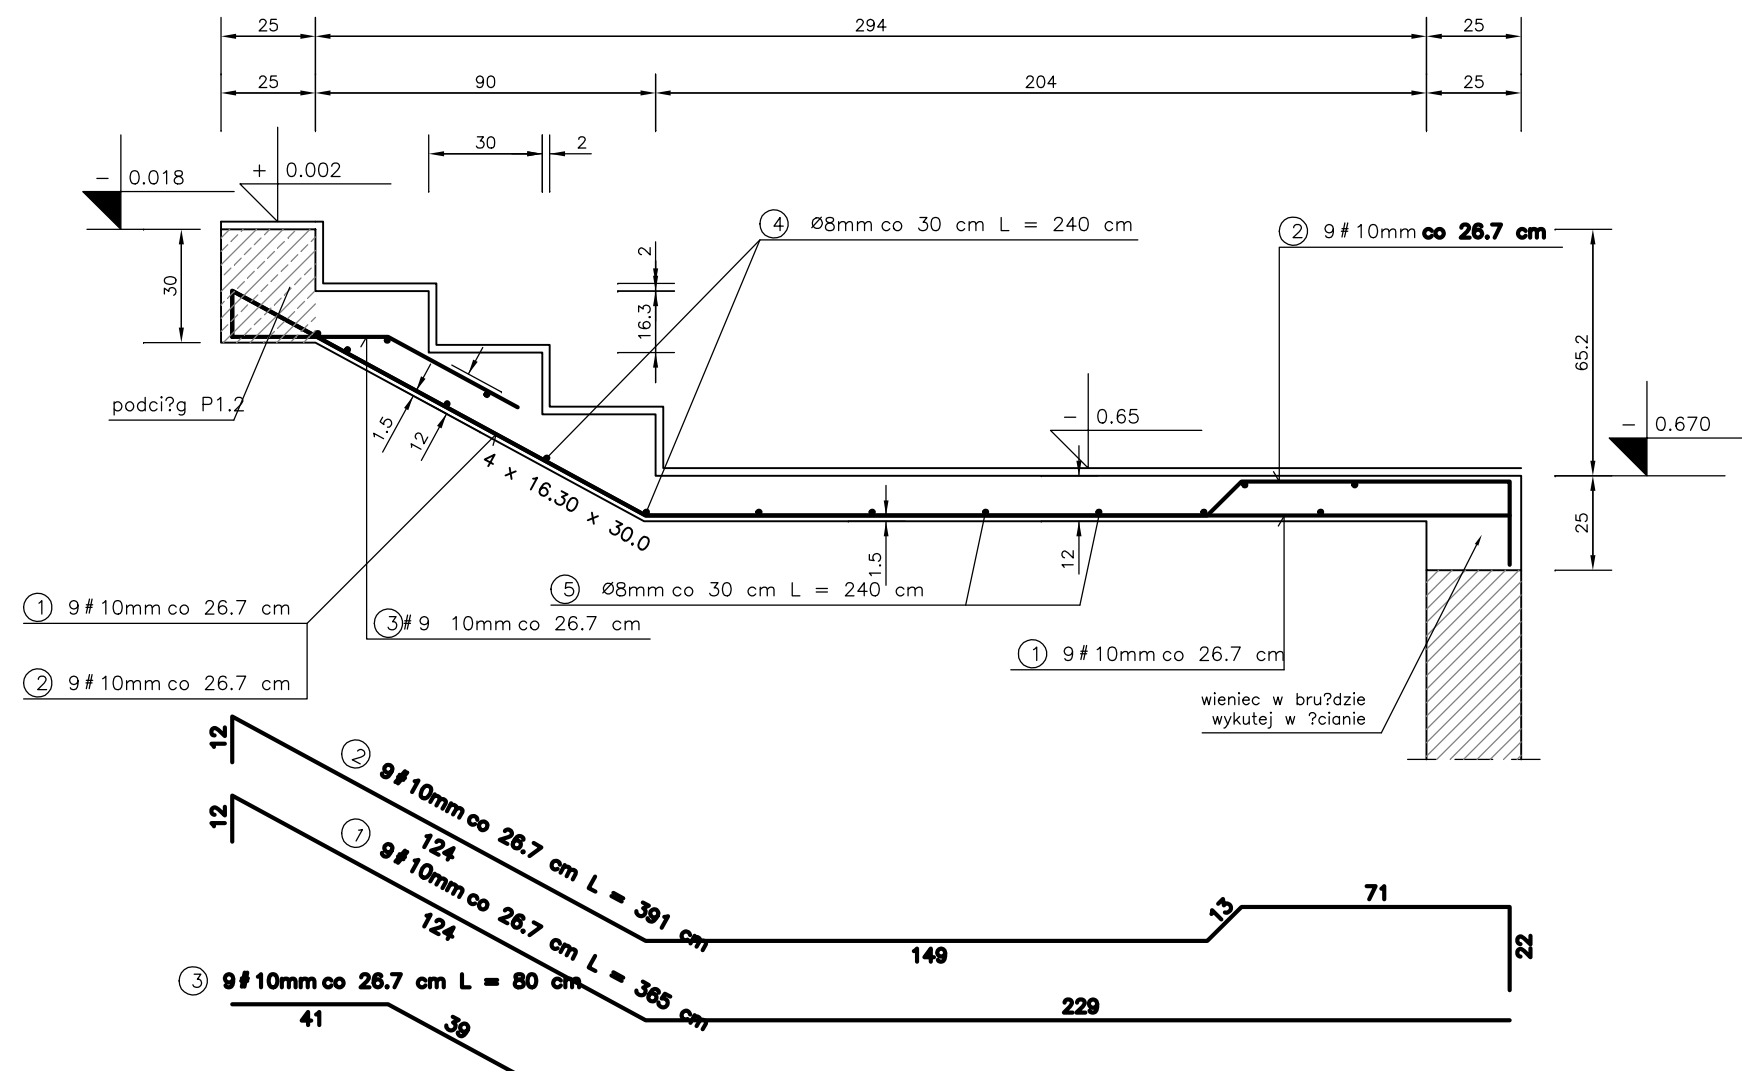 25 294 25
25 90 204 25
30 2
- 0.018
+ 0.002
④ Ø8mm co 30 cm L = 240 cm
② 9#10mm co 26.7 cm
2
30
16.3
65.2
podci?g P1.2
1.5
12
- 0.65
- 0.670
4 x 16.30 x 30.0
25
1.5
12
⑤ Ø8mm co 30 cm L = 240 cm
① 9#10mm co 26.7 cm
③#9 10mm co 26.7 cm
① 9#10mm co 26.7 cm
② 9#10mm co 26.7 cm
wieniec w bru?dzie
wykutej w ?cianie
12
② 9#10mm co 26.7 cm L = 391 cm
124
149
13
71
22
12
① 9#10mm co 26.7 cm L = 365 cm
124
229
③ 9#10mm co 26.7 cm L = 80 cm
41
39